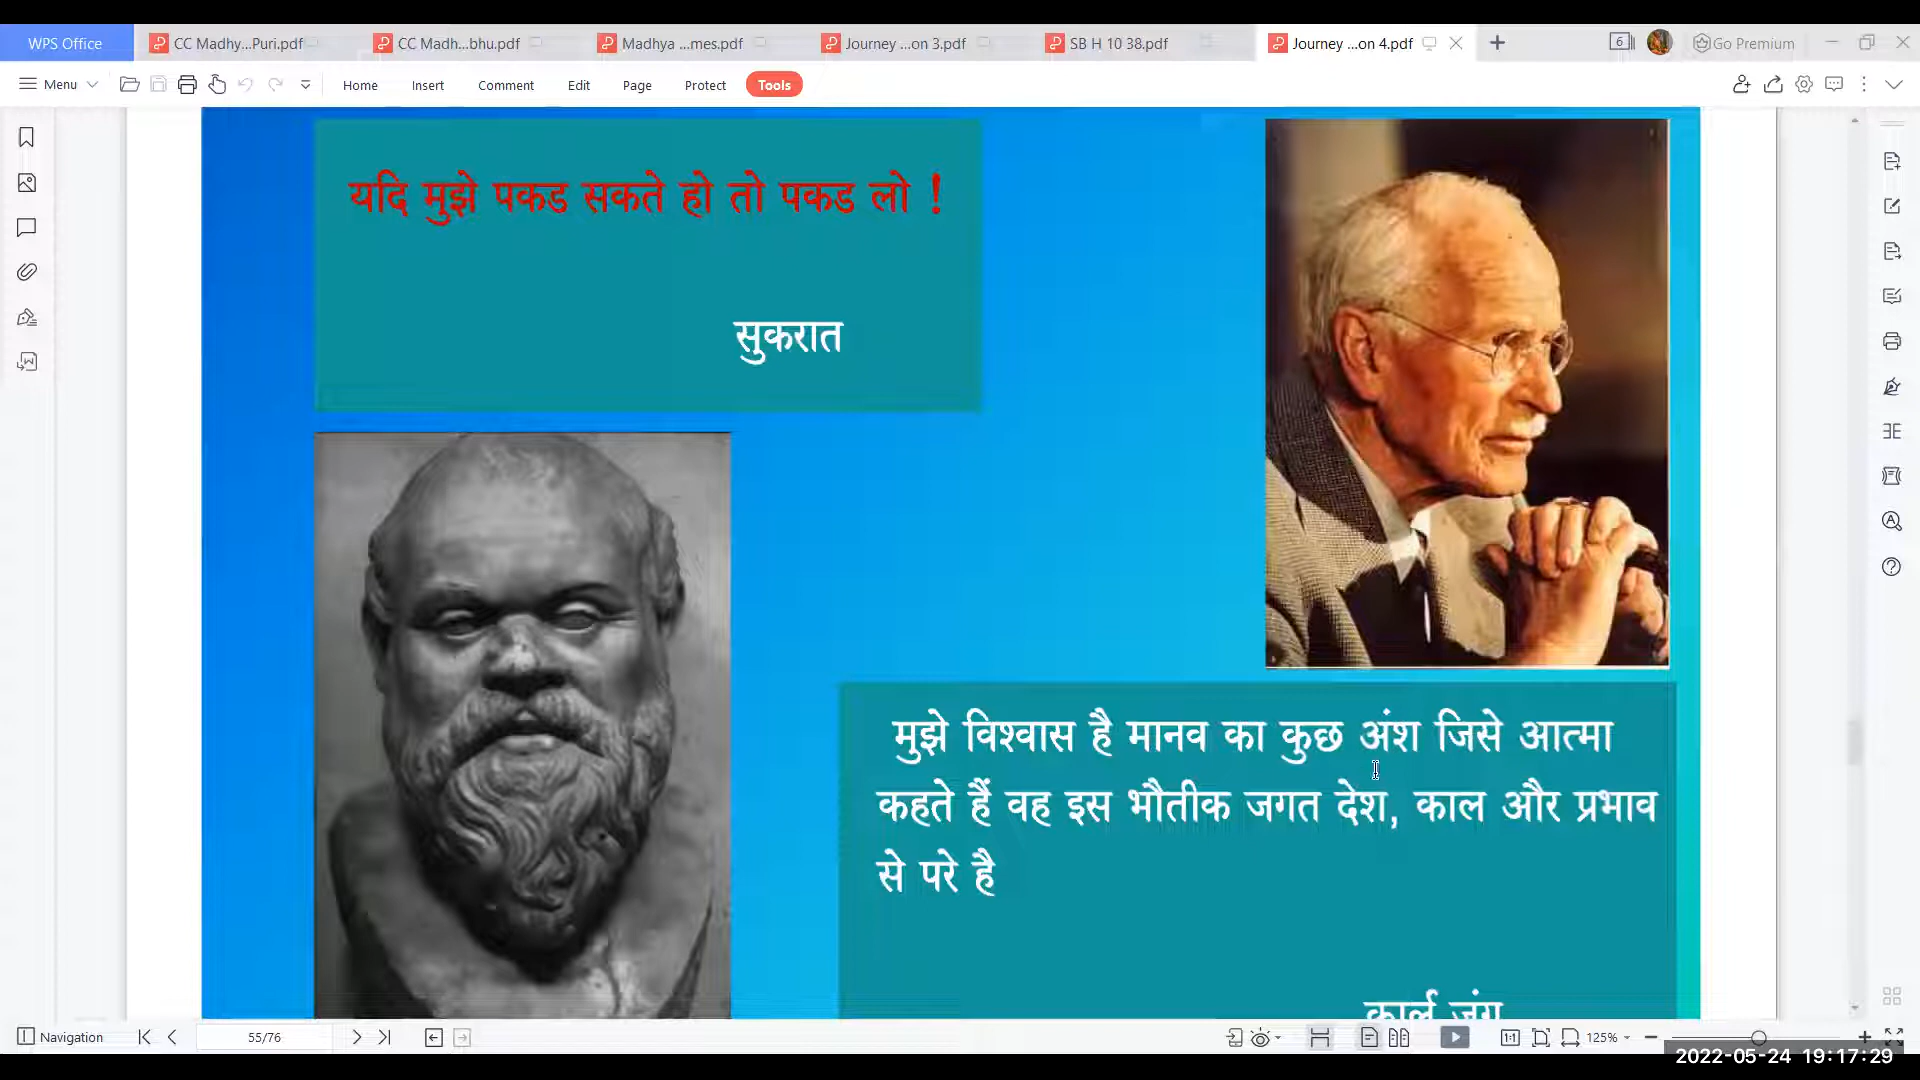 WPS Office
CC Madhy...Puri.pdf
CC Madh...bhu.pdf
Madhya ...mes.pdf
Journey ...on 3.pdf
SB H 10 38.pdf
Journey ...on 4.pdf
6
Go Premium
Menu
Home
Insert
Comment
Edit
Page
Protect
Tools
यदि मुझे पकड सकते हो तो पकड लो !
सुकरात
मुझे विश्वास है मानव का कुछ अंश जिसे आत्मा
कहते हैं वह इस भौतीक जगत देश, काल और प्रभाव
से परे है
कार्ल जुंग
Navigation
55/76
1:1
125%
2022-05-24 19:17:29